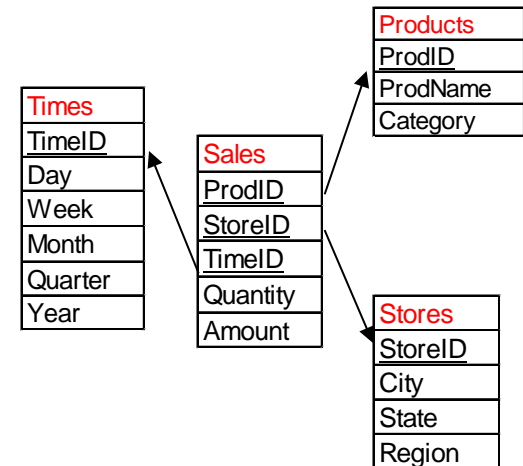 Products
ProdID
ProdName
Category
Times
TimeID
Day
Week
Month
Quarter
Year
Sales
ProdID
StoreID
TimeID
Quantity
Amount
Stores
StoreID
City
State
Region